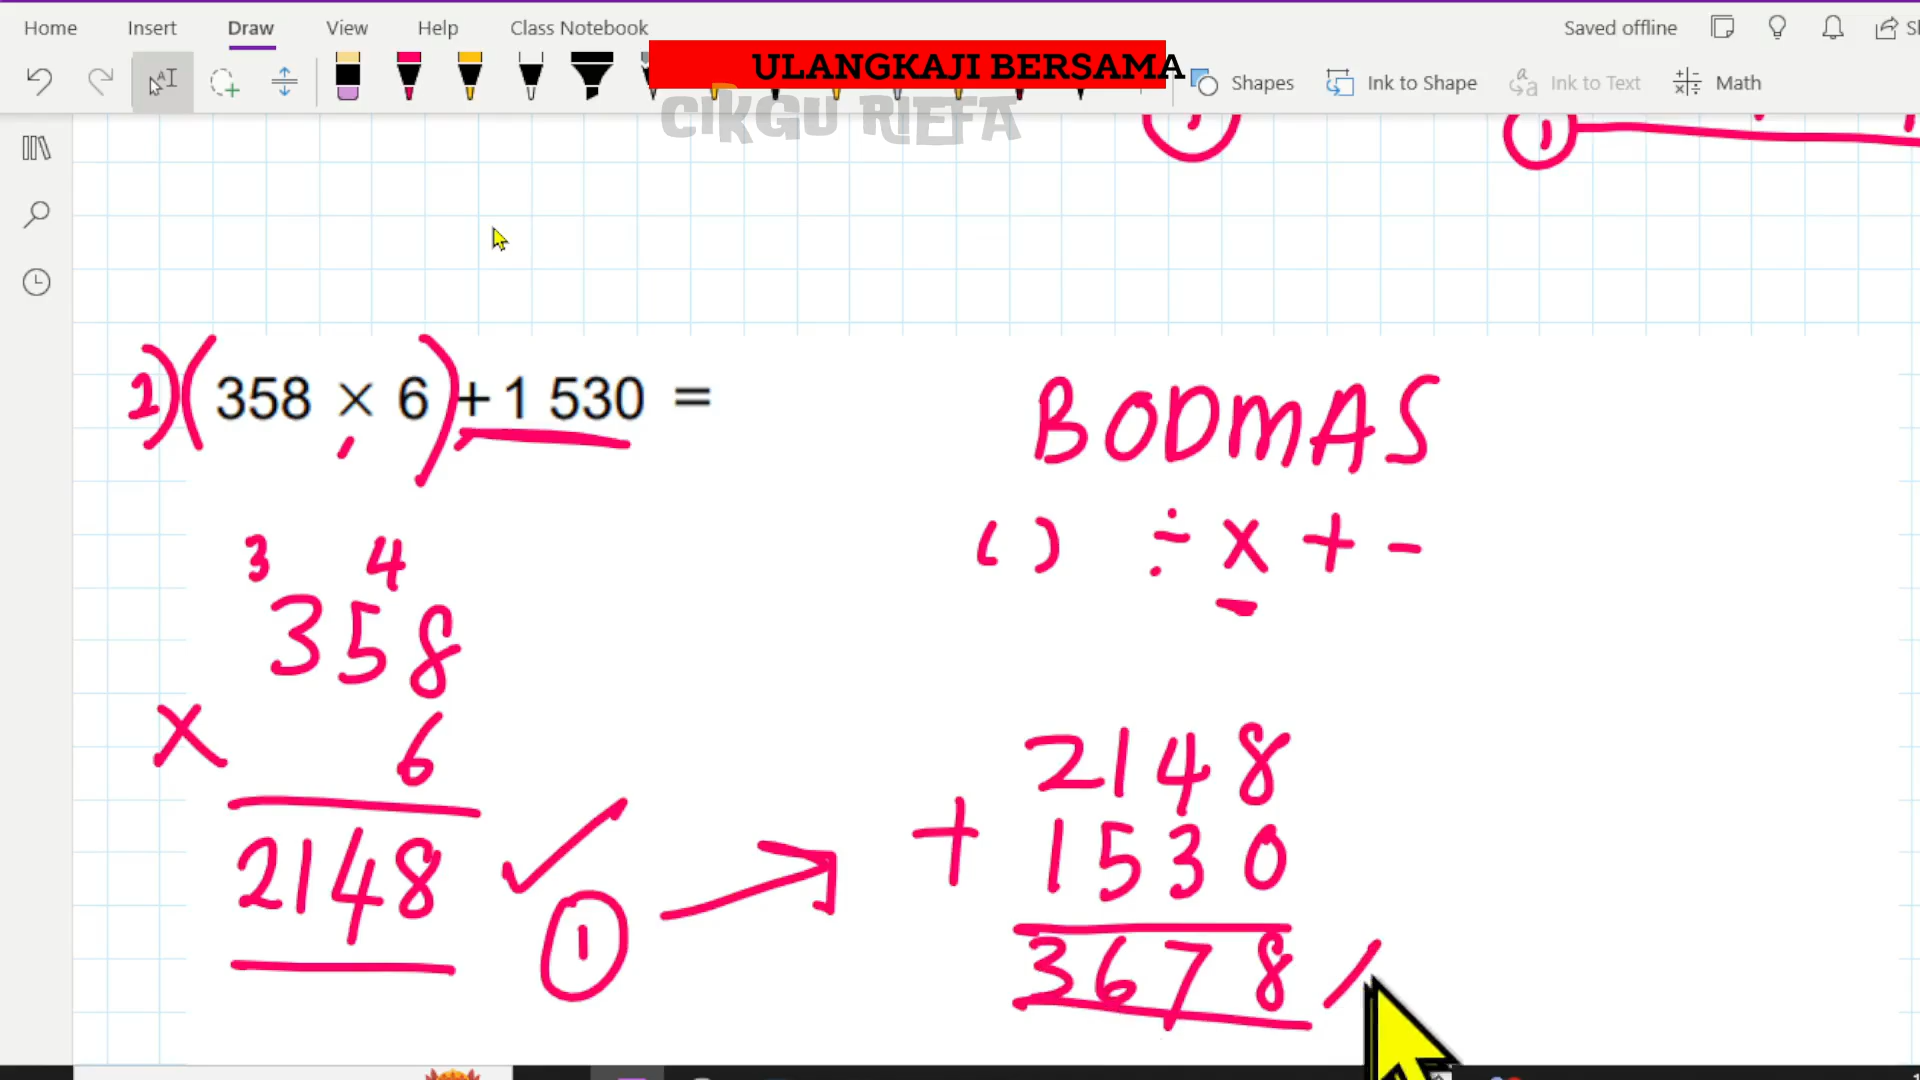 Home Insert Draw View Help Class Notebook Saved offline
ULANGKAJI BERSAMA
Shapes Ink to Shape Ink to Text Math
CIKGU RIEFA
2) (358 × 6) + 1 530 =
BODMAS
( ) ÷ x + -
3 4
358
x 6
2148
1
2148
+ 1530
3678